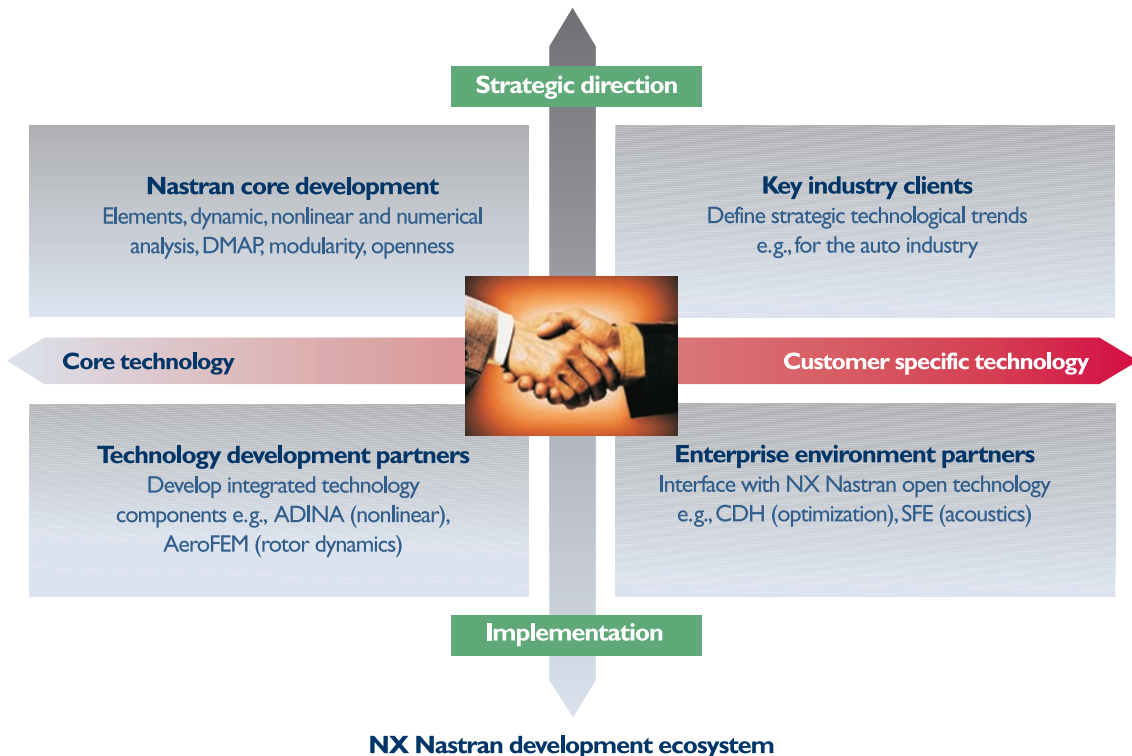 Strategic direction
Nastran core development
Elements, dynamic, nonlinear and numerical
analysis, DMAP, modularity, openness
Key industry clients
Define strategic technological trends
e.g., for the auto industry
Core technology
Customer specific technology
Technology development partners
Develop integrated technology
components e.g., ADINA (nonlinear),
AeroFEM (rotor dynamics)
Enterprise environment partners
Interface with NX Nastran open technology
e.g., CDH (optimization), SFE (acoustics)
Implementation
NX Nastran development ecosystem